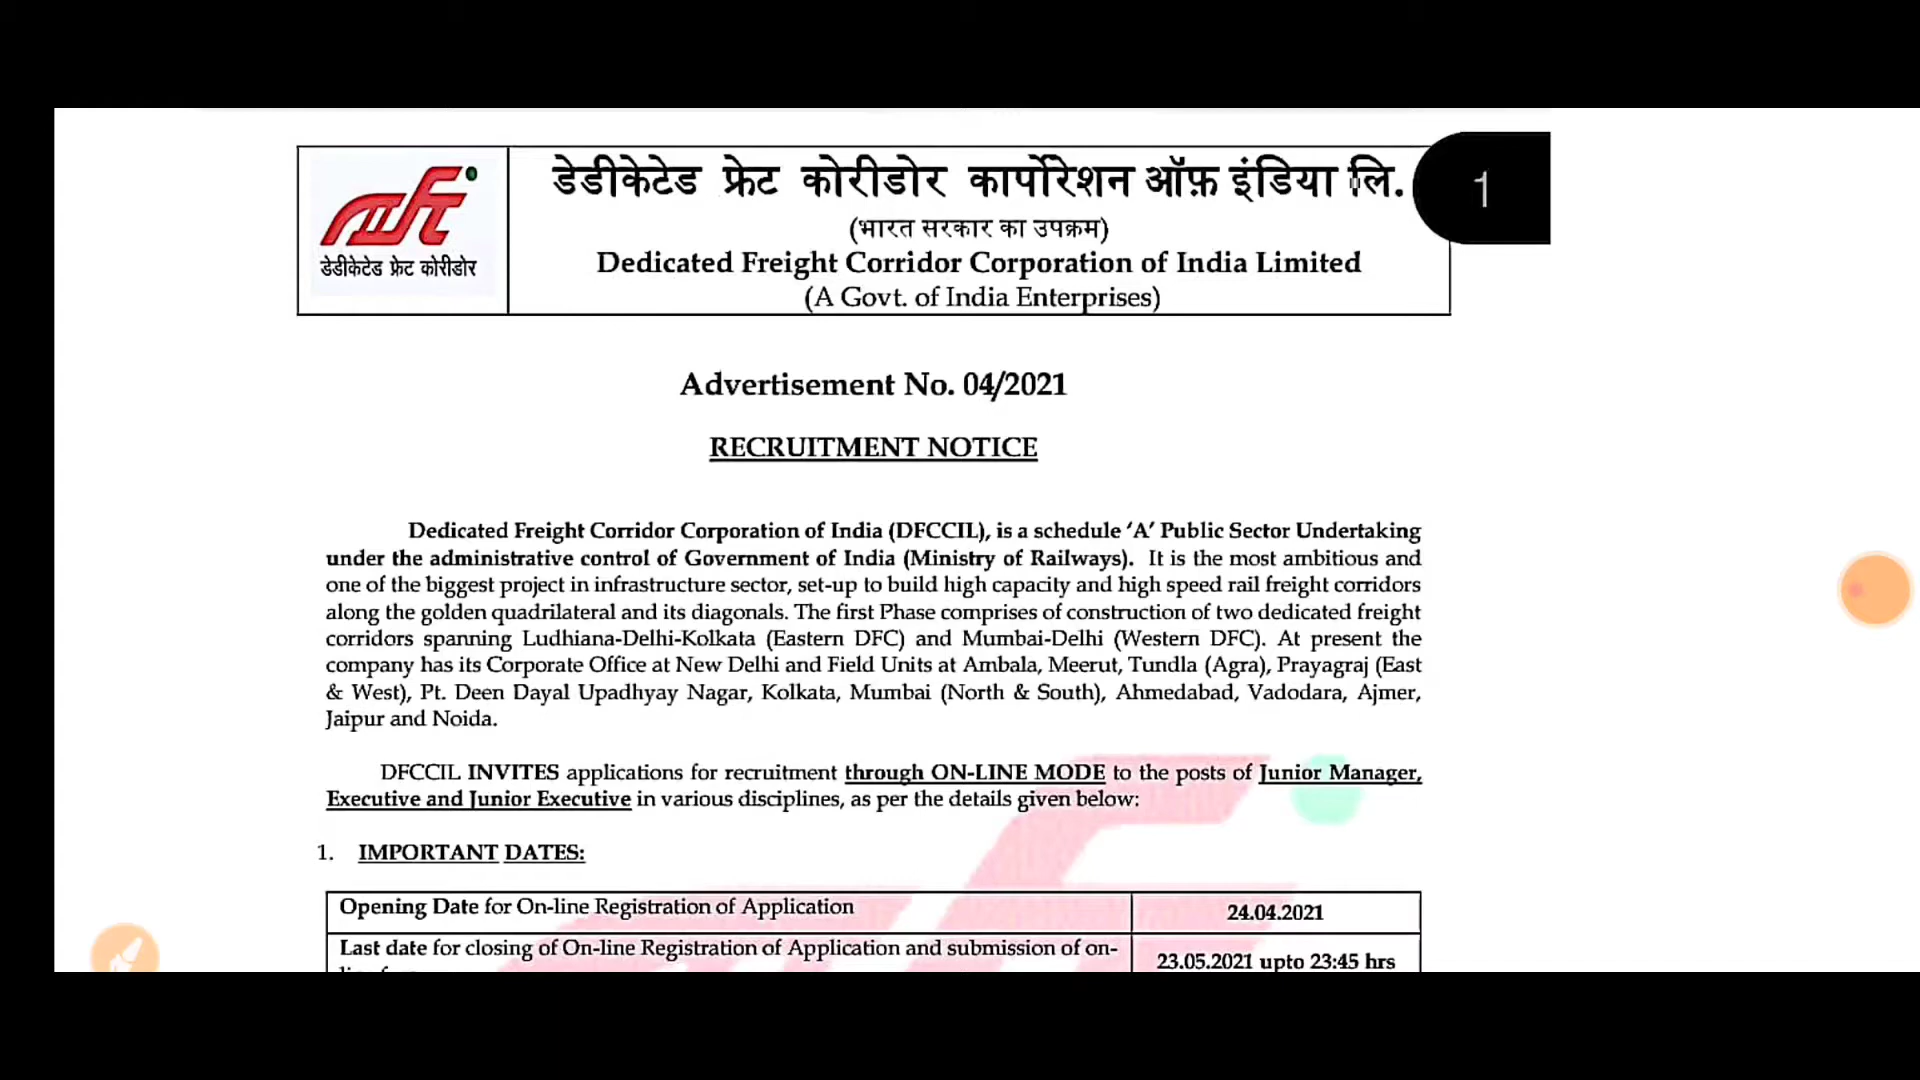 डेडीकेटेड फ्रेट कोरीडोर
डेडीकेटेड फ्रेट कोरीडोर कार्पोरेशन ऑफ़ इंडिया लि.
1
(भारत सरकार का उपक्रम)
Dedicated Freight Corridor Corporation of India Limited
(A Govt. of India Enterprises)
Advertisement No. 04/2021
RECRUITMENT NOTICE
Dedicated Freight Corridor Corporation of India (DFCCIL), is a schedule ‘A’ Public Sector Undertaking
under the administrative control of Government of India (Ministry of Railways). It is the most ambitious and
one of the biggest project in infrastructure sector, set-up to build high capacity and high speed rail freight corridors
along the golden quadrilateral and its diagonals. The first Phase comprises of construction of two dedicated freight
corridors spanning Ludhiana-Delhi-Kolkata (Eastern DFC) and Mumbai-Delhi (Western DFC). At present the
company has its Corporate Office at New Delhi and Field Units at Ambala, Meerut, Tundla (Agra), Prayagraj (East
& West), Pt. Deen Dayal Upadhyay Nagar, Kolkata, Mumbai (North & South), Ahmedabad, Vadodara, Ajmer,
Jaipur and Noida.
DFCCIL INVITES applications for recruitment through ON-LINE MODE to the posts of Junior Manager,
Executive and Junior Executive in various disciplines, as per the details given below:
1. IMPORTANT DATES:
Opening Date for On-line Registration of Application 24.04.2021
Last date for closing of On-line Registration of Application and submission of on-
23.05.2021 upto 23:45 hrs